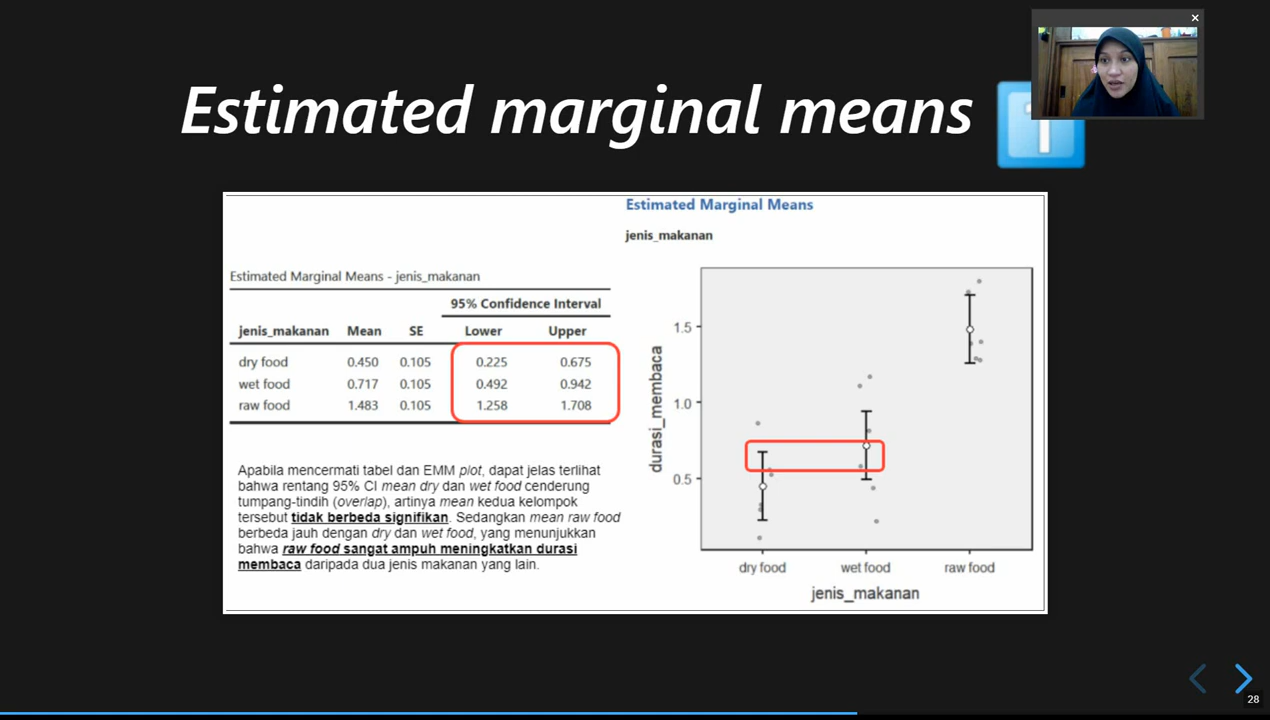 Estimated marginal means
Estimated Marginal Means
jenis_makanan
Estimated Marginal Means - jenis_makanan
95% Confidence Interval
jenis_makanan Mean SE Lower Upper
dry food 0.450 0.105 0.225 0.675
wet food 0.717 0.105 0.492 0.942
raw food 1.483 0.105 1.258 1.708
Apabila mencermati tabel dan EMM plot, dapat jelas terlihat
bahwa rentang 95% CI mean dry dan wet food cenderung
tumpang-tindih (overlap), artinya mean kedua kelompok
tersebut tidak berbeda signifikan. Sedangkan mean raw food
berbeda jauh dengan dry dan wet food, yang menunjukkan
bahwa raw food sangat ampuh meningkatkan durasi
membaca daripada dua jenis makanan yang lain.
durasi_membaca
1.5
1.0
0.5
dry food wet food raw food
jenis_makanan
28